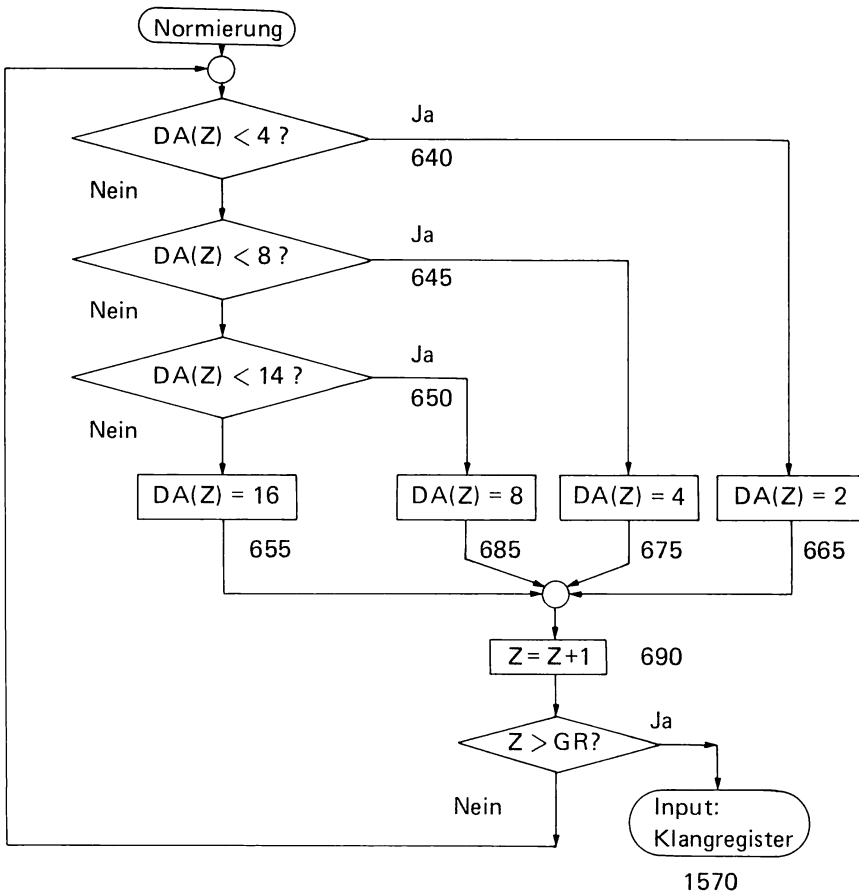 Normierung
DA(Z) < 4 ?
Ja
640
Nein
DA(Z) < 8 ?
Ja
645
Nein
DA(Z) < 14 ?
Ja
650
Nein
DA(Z) = 16
DA(Z) = 8
DA(Z) = 4
DA(Z) = 2
655
685
675
665
Z = Z+1
690
Z > GR?
Ja
Nein
Input:
Klangregister
1570